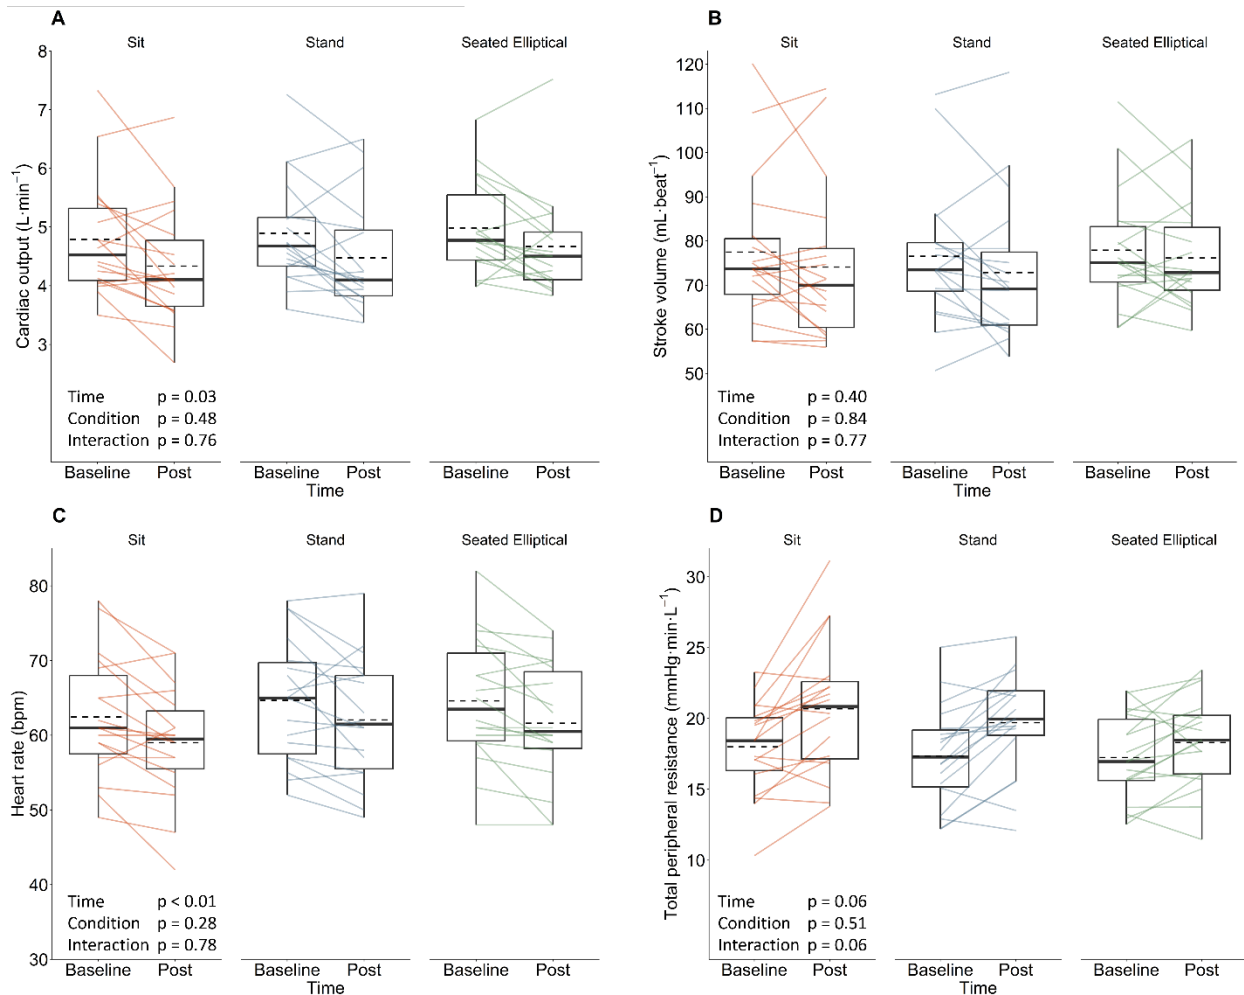 A
Sit Stand Seated Elliptical
Cardiac output (L·min⁻¹)
8
7
6
5
4
3
Time p = 0.03
Condition p = 0.48
Interaction p = 0.76
Baseline Post Baseline Post Baseline Post
Time
B
Sit Stand Seated Elliptical
Stroke volume (mL·beat⁻¹)
120
110
100
90
80
70
60
50
Time p = 0.40
Condition p = 0.84
Interaction p = 0.77
Baseline Post Baseline Post Baseline Post
Time
C
Sit Stand Seated Elliptical
Heart rate (bpm)
80
70
60
50
40
30
Time p < 0.01
Condition p = 0.28
Interaction p = 0.78
Baseline Post Baseline Post Baseline Post
Time
D
Sit Stand Seated Elliptical
Total peripheral resistance (mmHg·min·L⁻¹)
30
25
20
15
10
Time p = 0.06
Condition p = 0.51
Interaction p = 0.06
Baseline Post Baseline Post Baseline Post
Time